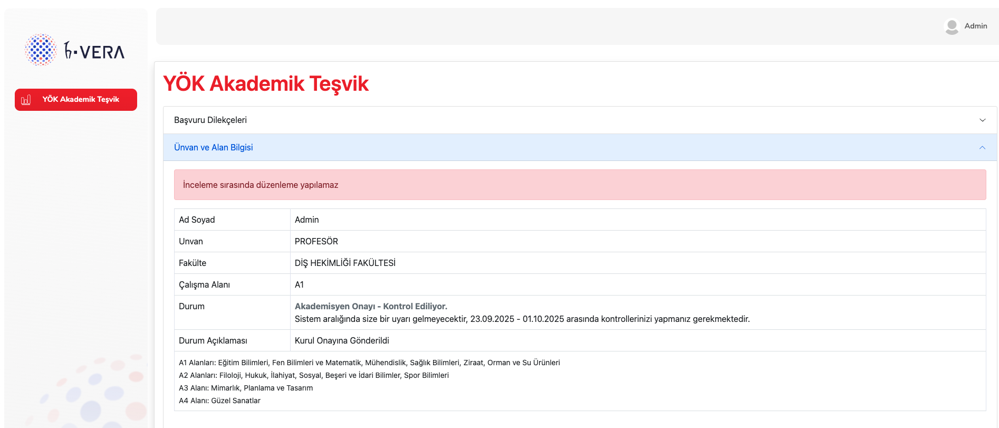 Admin
ҧ·VERA
YÖK Akademik Teşvik
YÖK Akademik Teşvik
Başvuru Dilekçeleri
Ünvan ve Alan Bilgisi
İnceleme sırasında düzenleme yapılamaz
Ad Soyad Admin
Unvan PROFESÖR
Fakülte DİŞ HEKİMLİĞİ FAKÜLTESİ
Çalışma Alanı A1
Durum Akademisyen Onayı - Kontrol Ediliyor.
Sistem aralığında size bir uyarı gelmeyecektir, 23.09.2025 - 01.10.2025 arasında kontrollerinizi yapmanız gerekmektedir.
Durum Açıklaması Kurul Onayına Gönderildi
A1 Alanları: Eğitim Bilimleri, Fen Bilimleri ve Matematik, Mühendislik, Sağlık Bilimleri, Ziraat, Orman ve Su Ürünleri
A2 Alanları: Filoloji, Hukuk, İlahiyat, Sosyal, Beşeri ve İdari Bilimler, Spor Bilimleri
A3 Alanı: Mimarlık, Planlama ve Tasarım
A4 Alanı: Güzel Sanatlar